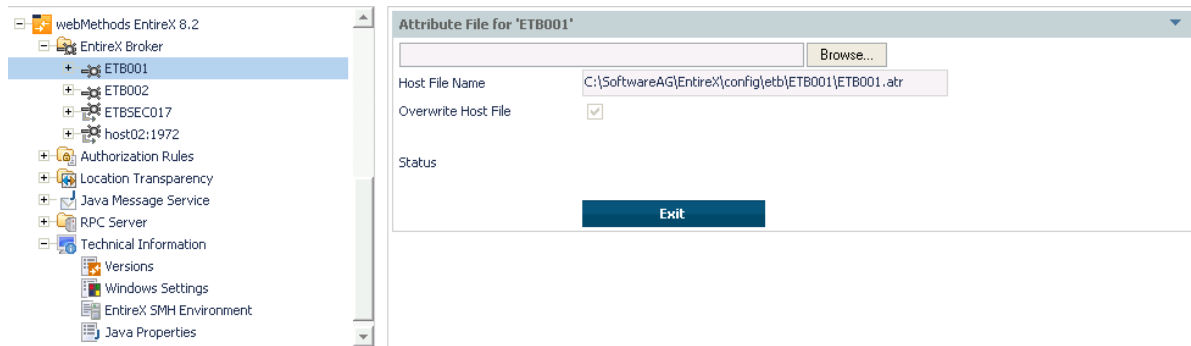 webMethods EntireX 8.2
EntireX Broker
ETB001
ETB002
ETBSEC017
host02:1972
Authorization Rules
Location Transparency
Java Message Service
RPC Server
Technical Information
Versions
Windows Settings
EntireX SMH Environment
Java Properties
Attribute File for 'ETB001'
Browse...
Host File Name C:\SoftwareAG\EntireX\config\etb\ETB001\ETB001.atr
Overwrite Host File
Status
Exit